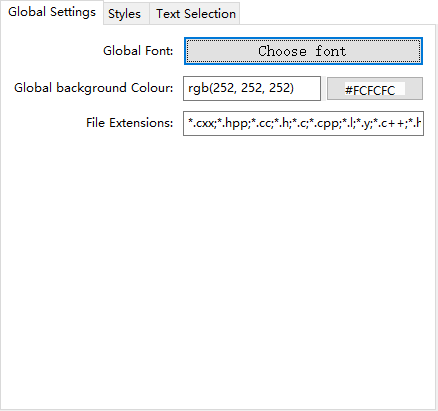 Global Settings Styles Text Selection
Global Font: Choose font
Global background Colour: rgb(252, 252, 252) #FCFCFC
File Extensions: *.cxx;*.hpp;*.cc;*.h;*.c;*.cpp;*.l;*.y;*.c++;*.h